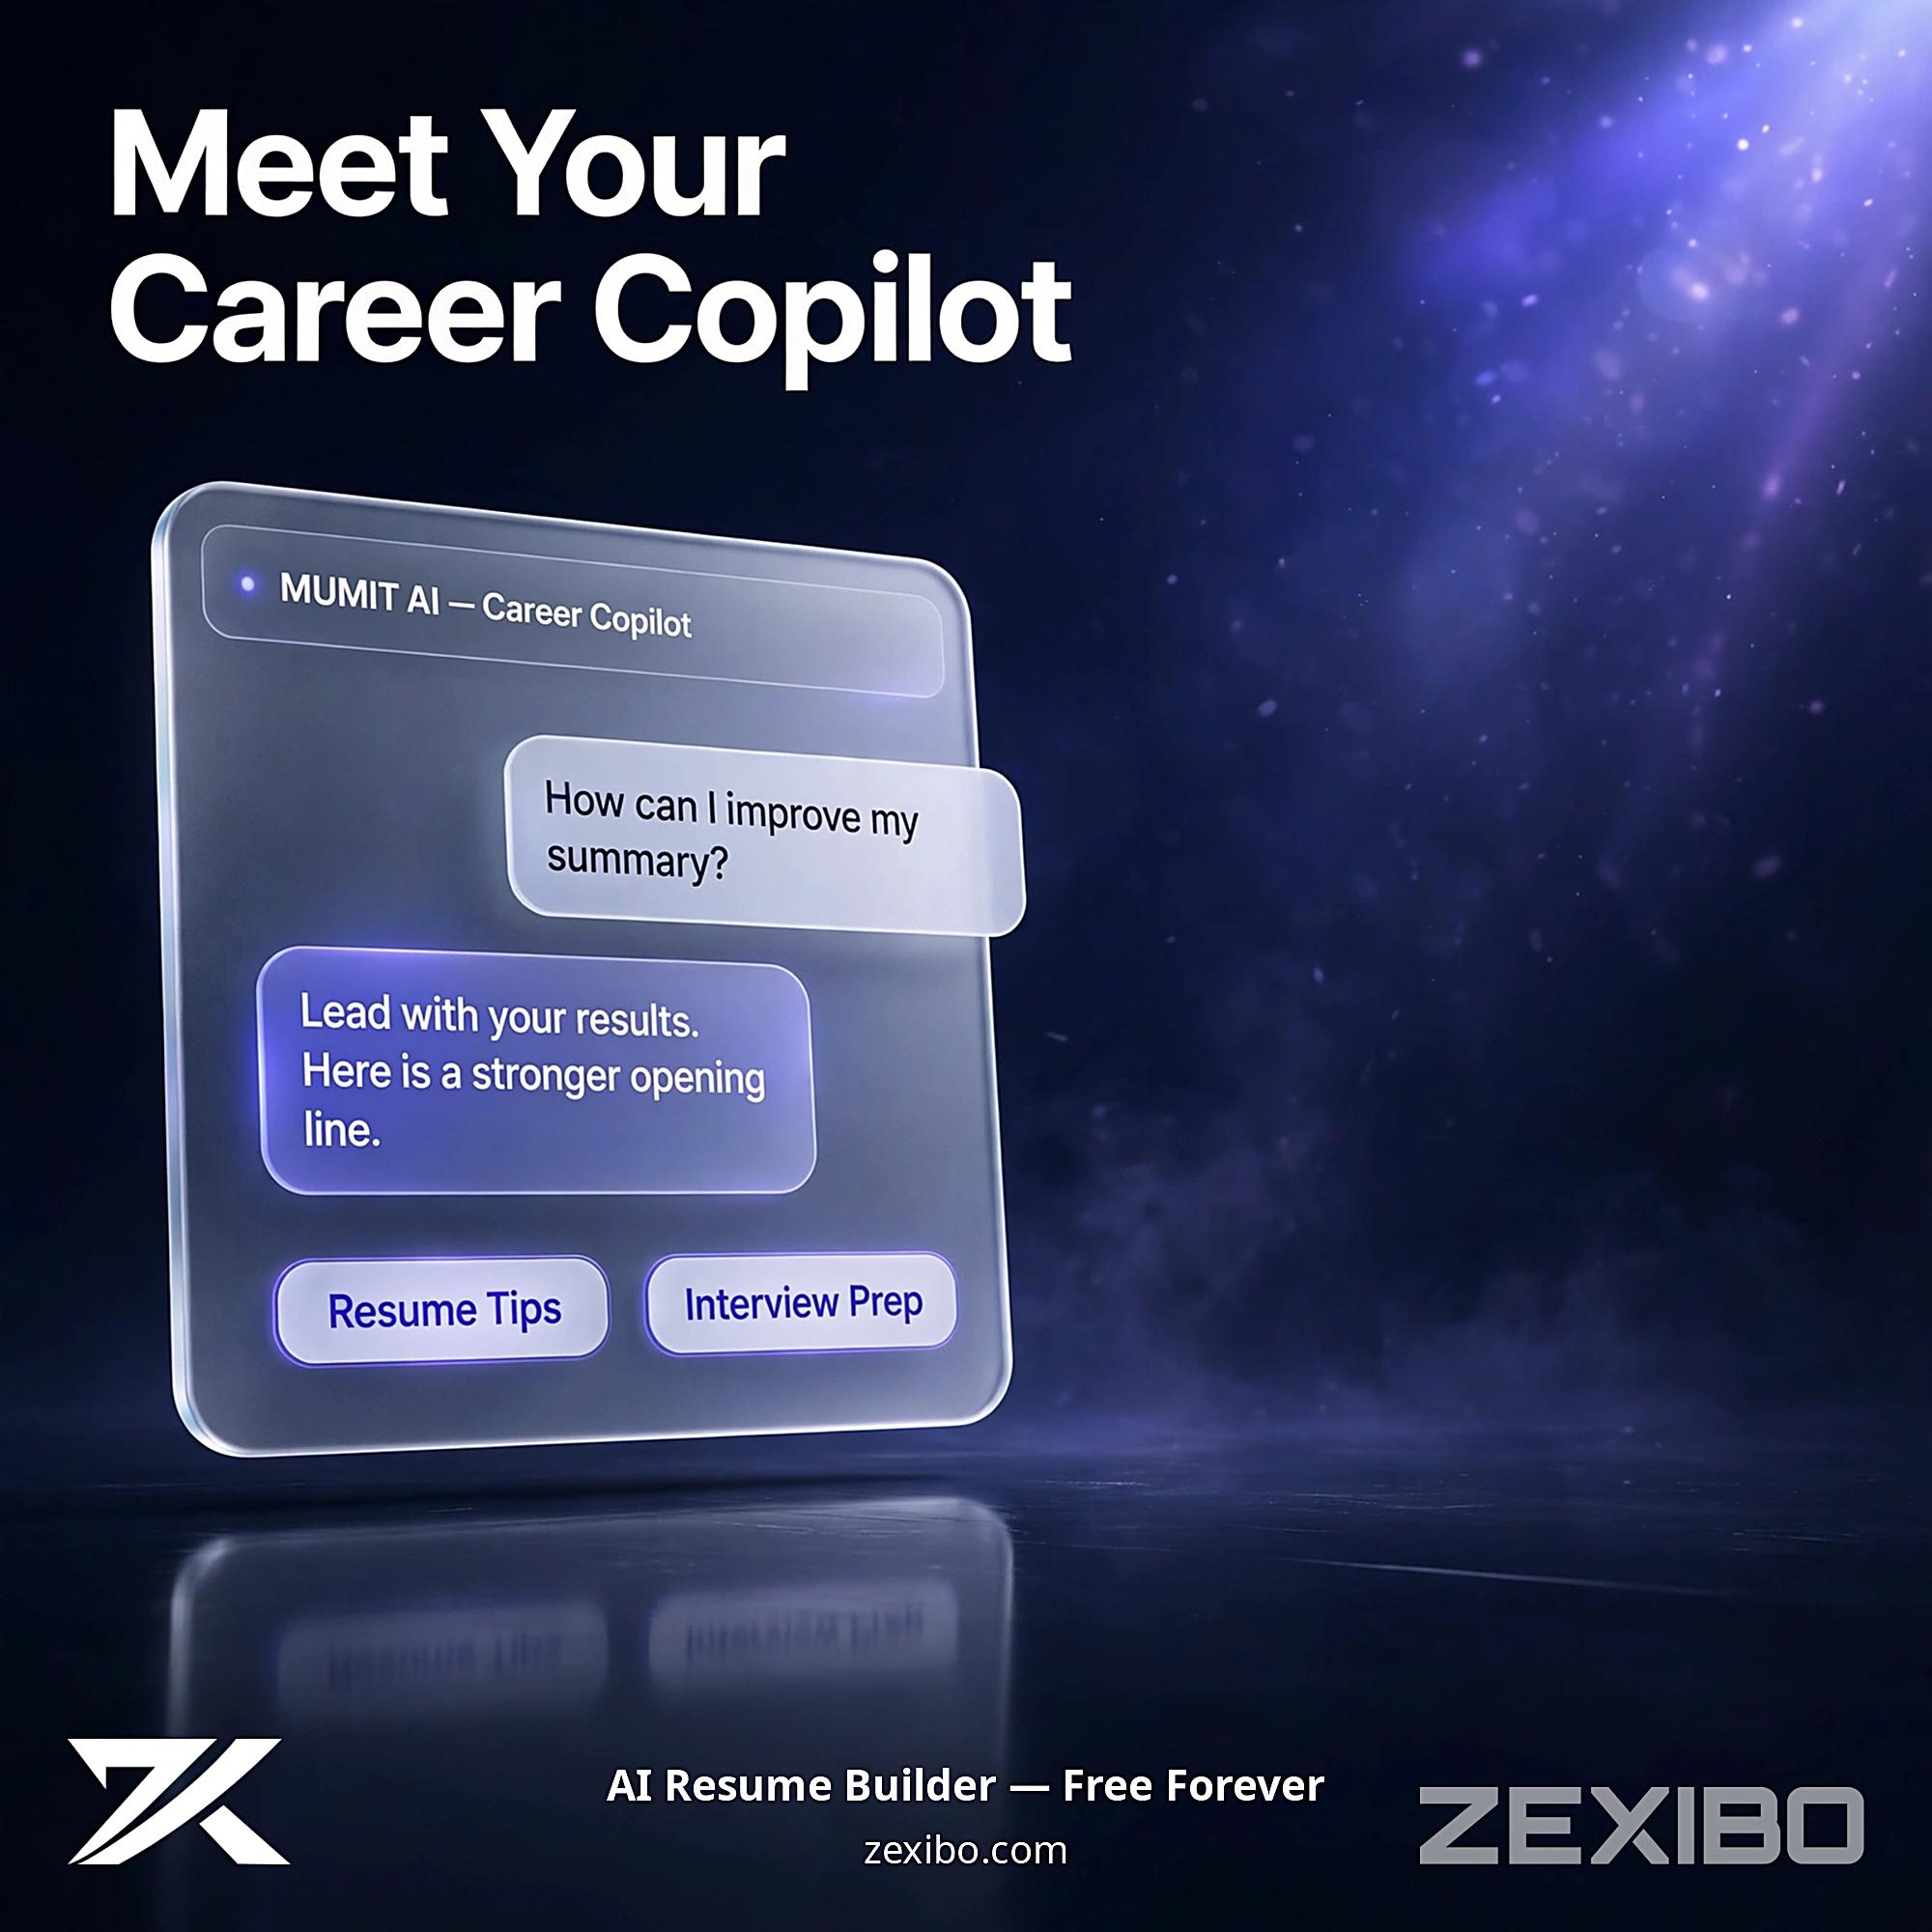 Meet Your
Career Copilot
MUMIT AI — Career Copilot
How can I improve my
summary?
Lead with your results.
Here is a stronger opening
line.
Resume Tips
Interview Prep
AI Resume Builder — Free Forever
zexibo.com
ZEXIBO